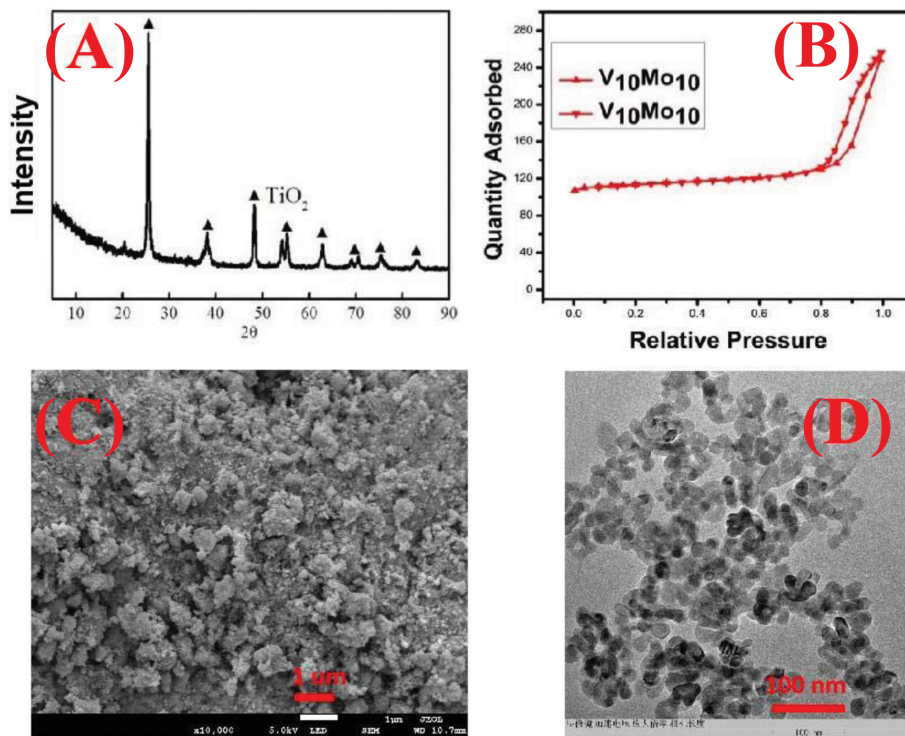 (A)
Intensity
TiO2
10 20 30 40 50 60 70 80 90
2θ
(B)
V10Mo10
V10Mo10
Quantity Adsorbed
280
240
200
160
120
80
40
0
0.0 0.2 0.4 0.6 0.8 1.0
Relative Pressure
(C)
1 um
1μm JEOL
x10,000 5.0kV LED SEM WD 10.7mm
(D)
100 nm
100 nm